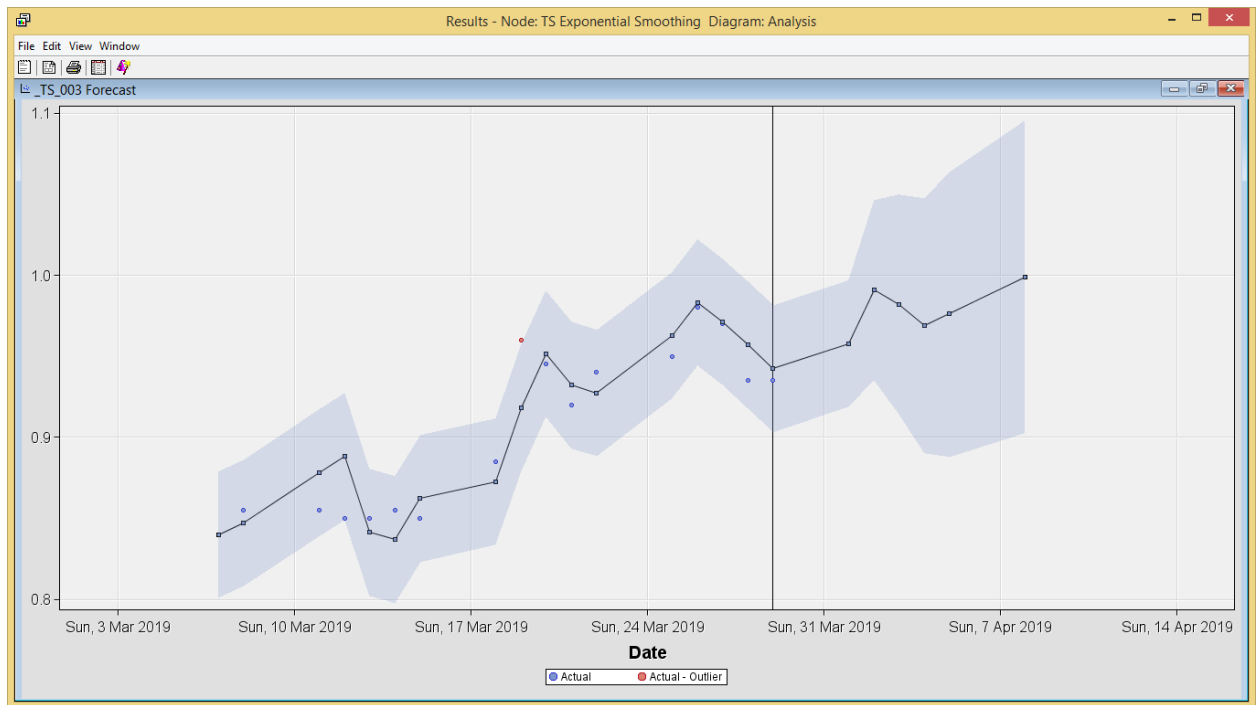 Results - Node: TS Exponential Smoothing Diagram: Analysis
File Edit View Window
_TS_003 Forecast
1.1
1.0
0.9
0.8
Sun, 3 Mar 2019 Sun, 10 Mar 2019 Sun, 17 Mar 2019 Sun, 24 Mar 2019 Sun, 31 Mar 2019 Sun, 7 Apr 2019 Sun, 14 Apr 2019
Date
Actual Actual - Outlier